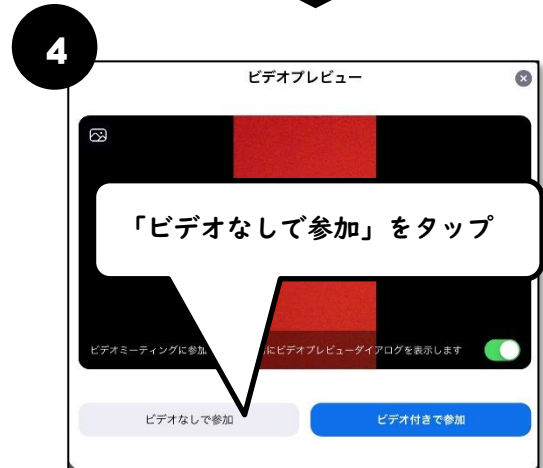 4
ビデオプレビュー
「ビデオなしで参加」をタップ
ビデオミーティングに参加 にビデオプレビューダイアログを表示します
ビデオなしで参加
ビデオ付きで参加